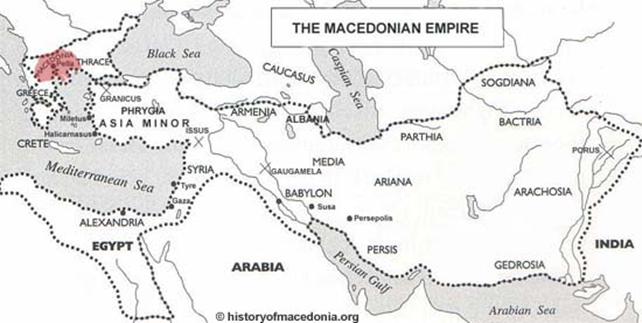 THE MACEDONIAN EMPIRE
Black Sea
Caspian Sea
CAUCASUS
SOGDIANA
MACEDONIA
Pella
THRACE
GREECE
GRANICUS
PHRYGIA
ASIA MINOR
Miletus
Halicarnasus
ARMENIA
ALBANIA
PARTHIA
BACTRIA
CRETE
ISSUS
PORUS
Mediterranean Sea
SYRIA
MEDIA
GAUGAMELA
ARIANA
ARACHOSIA
Tyre
Gaza
BABYLON
Susa
Persepolis
ALEXANDRIA
EGYPT
PERSIS
INDIA
ARABIA
Persian Gulf
GEDROSIA
Arabian Sea
© historyofmacedonia.org